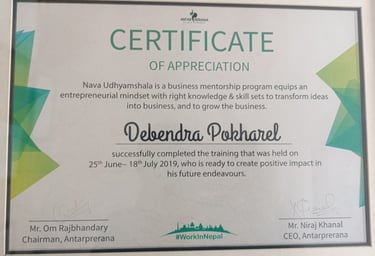 ANTARPRERANA
CERTIFICATE
OF APPRECIATION
Nava Udhyamshala is a business mentorship program equips an
entrepreneurial mindset with right knowledge & skill sets to transform ideas
into business, and to grow the business.
Debendra Pokharel
successfully completed the training that was held on
25th June– 18th July 2019, who is ready to create positive impact in
his future endeavours.
Mr. Om Rajbhandary
Chairman, Antarprerana
#WorkInNepal
Mr. Niraj Khanal
CEO, Antarprerana